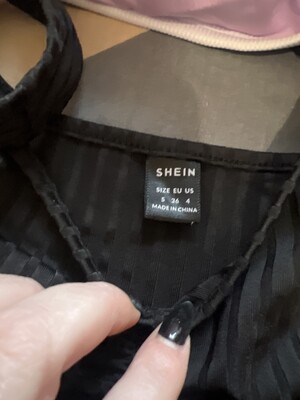 SHEIN
SIZE EU US
S 36 4
MADE IN CHINA